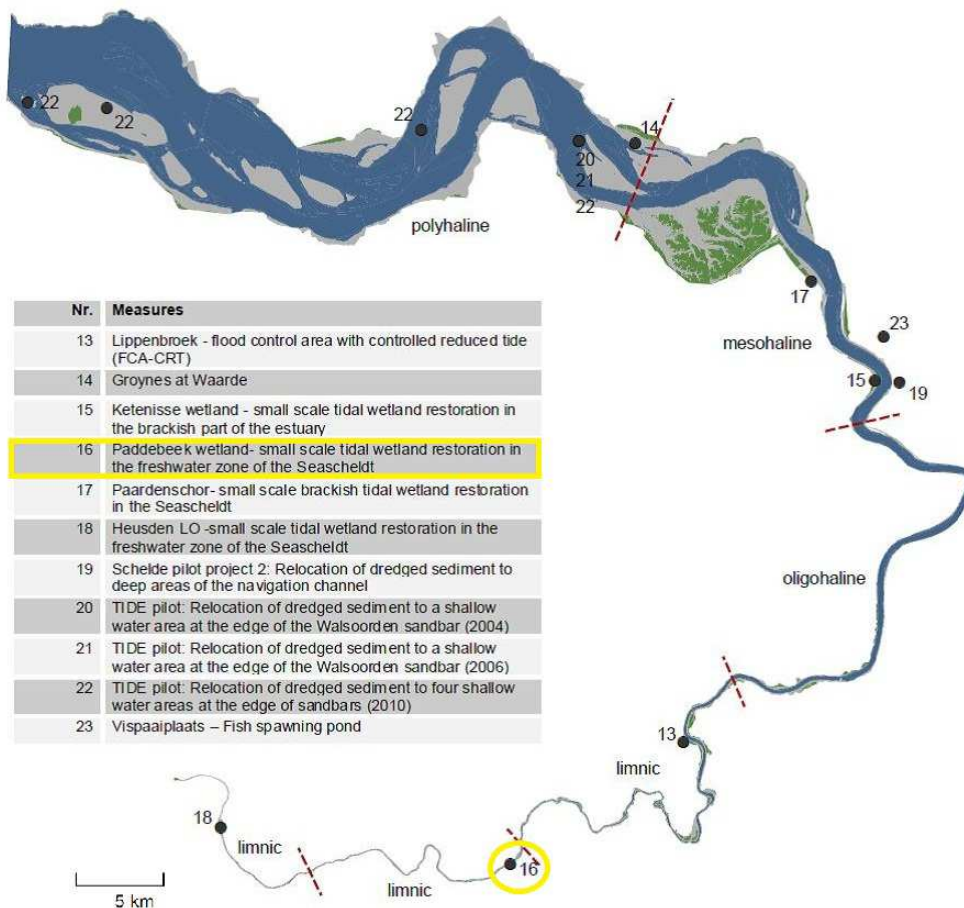 22
22
22
14
20
21
22
polyhaline
17
23
mesohaline
15
19
Nr. Measures
13 Lippenbroek - flood control area with controlled reduced tide
(FCA-CRT)
14 Groynes at Waarde
15 Ketenisse wetland - small scale tidal wetland restoration in
the brackish part of the estuary
16 Paddebeek wetland- small scale tidal wetland restoration in
the freshwater zone of the Seascheldt
17 Paardenschor- small scale brackish tidal wetland restoration
in the Seascheldt
18 Heusden LO -small scale tidal wetland restoration in the
freshwater zone of the Seascheldt
19 Schelde pilot project 2: Relocation of dredged sediment to
deep areas of the navigation channel
20 TIDE pilot: Relocation of dredged sediment to a shallow
water area at the edge of the Walsoorden sandbar (2004)
21 TIDE pilot: Relocation of dredged sediment to a shallow
water area at the edge of the Walsoorden sandbar (2006)
22 TIDE pilot: Relocation of dredged sediment to four shallow
water areas at the edge of sandbars (2010)
23 Vispaaiplaats – Fish spawning pond
oligohaline
13
limnic
18
limnic
16
limnic
5 km